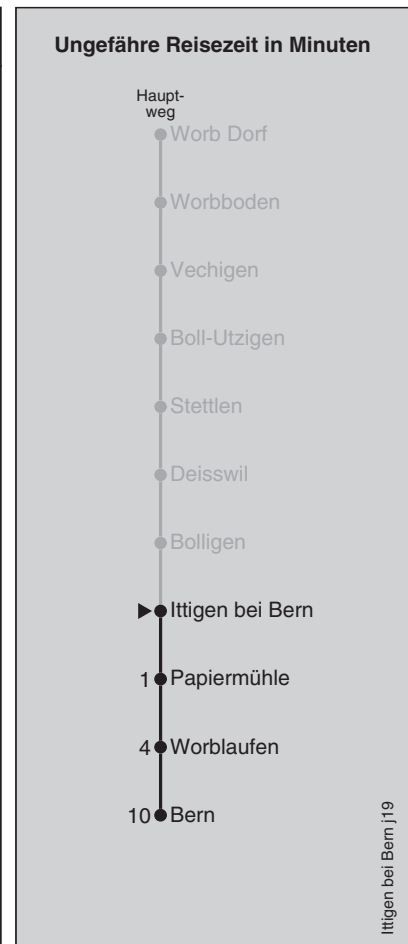 Ungefähre Reisezeit in Minuten
Haupt-
weg
Worb Dorf
Worbboden
Vechigen
Boll-Utzigen
Stettlen
Deisswil
Bolligen
Ittigen bei Bern
1 Papiermühle
4 Worblaufen
10 Bern
Ittigen bei Bern j19